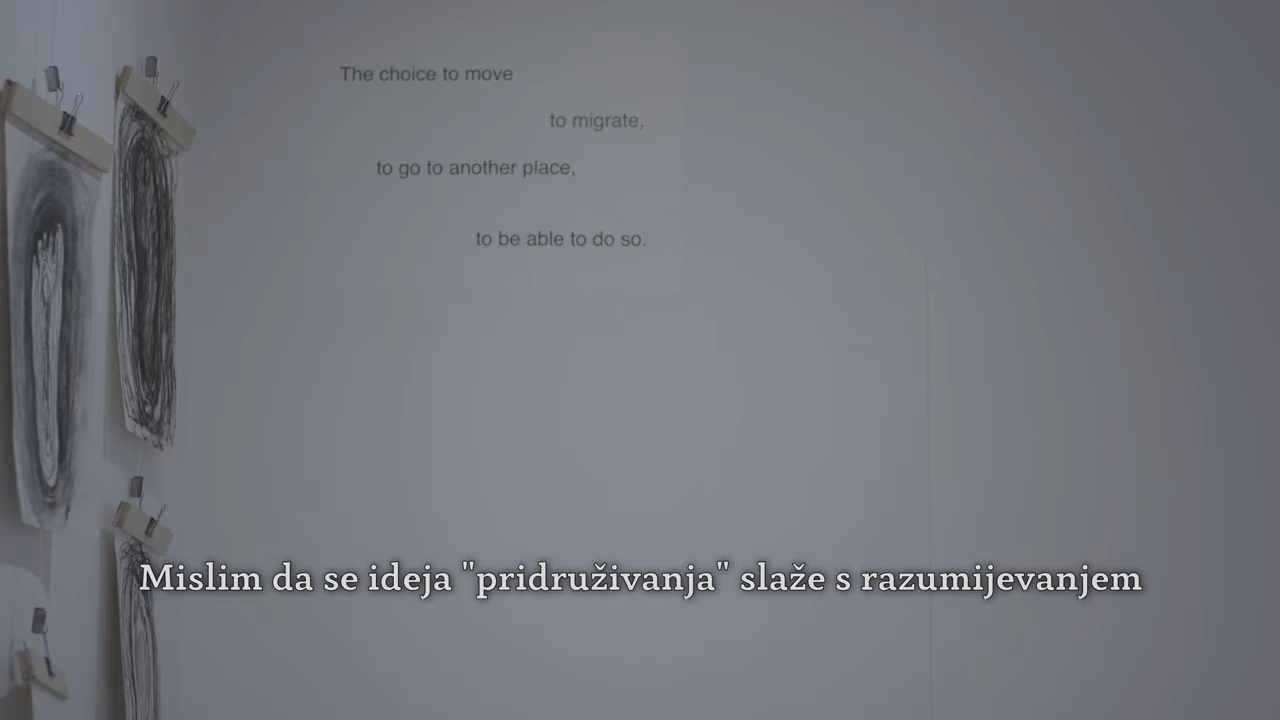 The choice to move
to migrate,
to go to another place,
to be able to do so.
Mislim da se ideja "pridruživanja" slaže s razumijevanjem